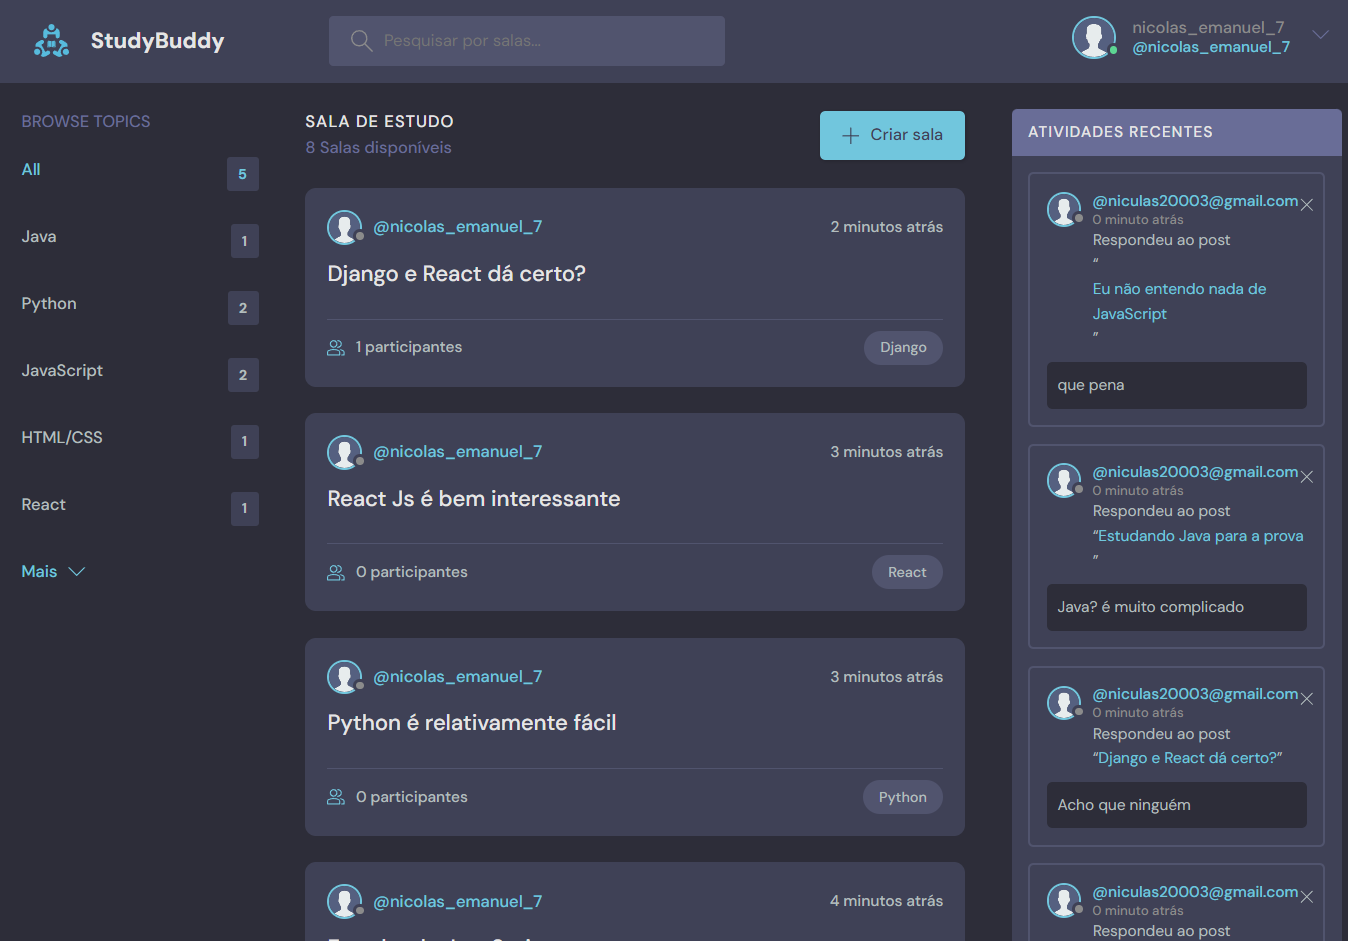 StudyBuddy
Pesquisar por salas...
nicolas_emanuel_7
@nicolas_emanuel_7
BROWSE TOPICS
All
5
Java
1
Python
2
JavaScript
2
HTML/CSS
1
React
1
Mais
SALA DE ESTUDO
8 Salas disponíveis
Criar sala
@nicolas_emanuel_7
2 minutos atrás
Django e React dá certo?
1 participantes
Django
@nicolas_emanuel_7
3 minutos atrás
React Js é bem interessante
0 participantes
React
@nicolas_emanuel_7
3 minutos atrás
Python é relativamente fácil
0 participantes
Python
@nicolas_emanuel_7
4 minutos atrás
ATIVIDADES RECENTES
@niculas20003@gmail.com
0 minuto atrás
Respondeu ao post
“
Eu não entendo nada de
JavaScript
”
que pena
@niculas20003@gmail.com
0 minuto atrás
Respondeu ao post
“Estudando Java para a prova
”
Java? é muito complicado
@niculas20003@gmail.com
0 minuto atrás
Respondeu ao post
“Django e React dá certo?”
Acho que ninguém
@niculas20003@gmail.com
0 minuto atrás
Respondeu ao post